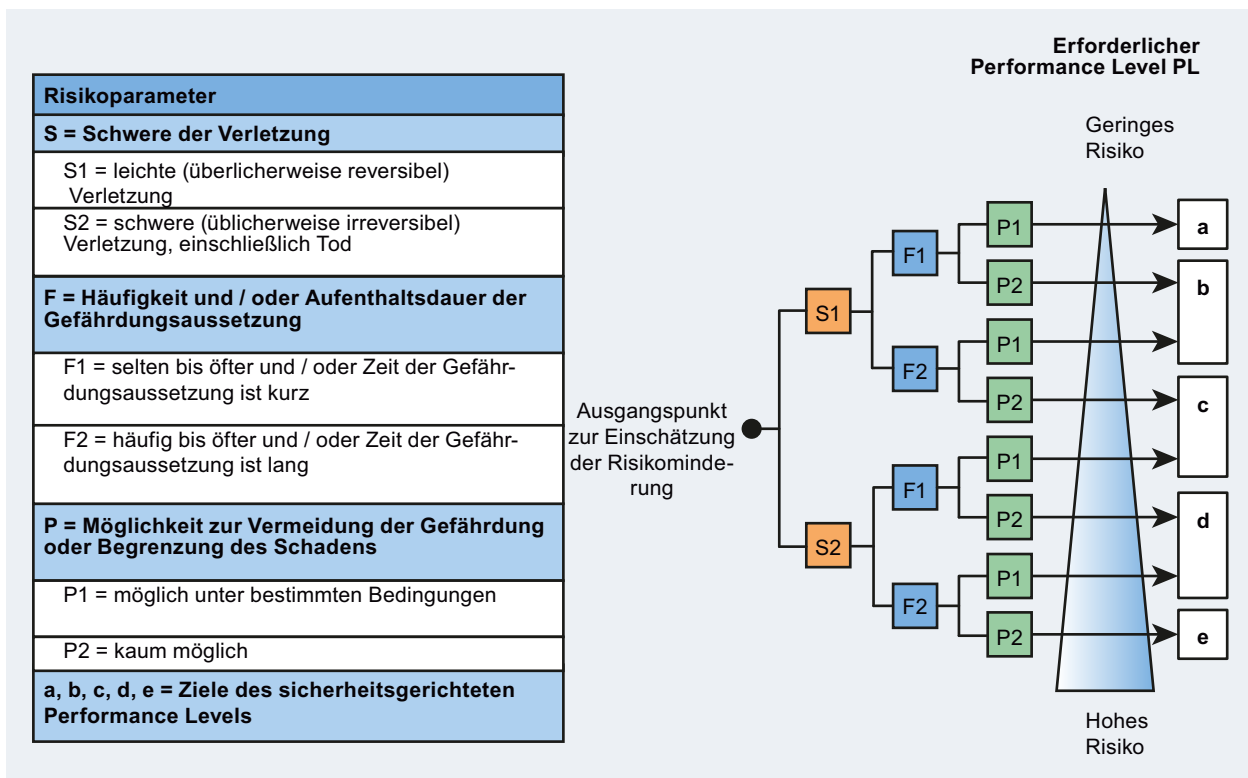 Risikoparameter
S = Schwere der Verletzung
S1 = leichte (überlicherweise reversibel)
Verletzung
S2 = schwere (üblicherweise irreversibel)
Verletzung, einschließlich Tod
F = Häufigkeit und / oder Aufenthaltsdauer der
Gefährdungsaussetzung
F1 = selten bis öfter und / oder Zeit der Gefähr-
dungsaussetzung ist kurz
F2 = häufig bis öfter und / oder Zeit der Gefähr-
dungsaussetzung ist lang
P = Möglichkeit zur Vermeidung der Gefährdung
oder Begrenzung des Schadens
P1 = möglich unter bestimmten Bedingungen
P2 = kaum möglich
a, b, c, d, e = Ziele des sicherheitsgerichteten
Performance Levels
Ausgangspunkt
zur Einschätzung
der Risikominde-
rung
Erforderlicher
Performance Level PL
Geringes
Risiko
S1
F1
P1
a
P2
b
F2
P1
P2
c
S2
F1
P1
P2
d
F2
P1
P2
e
Hohes
Risiko